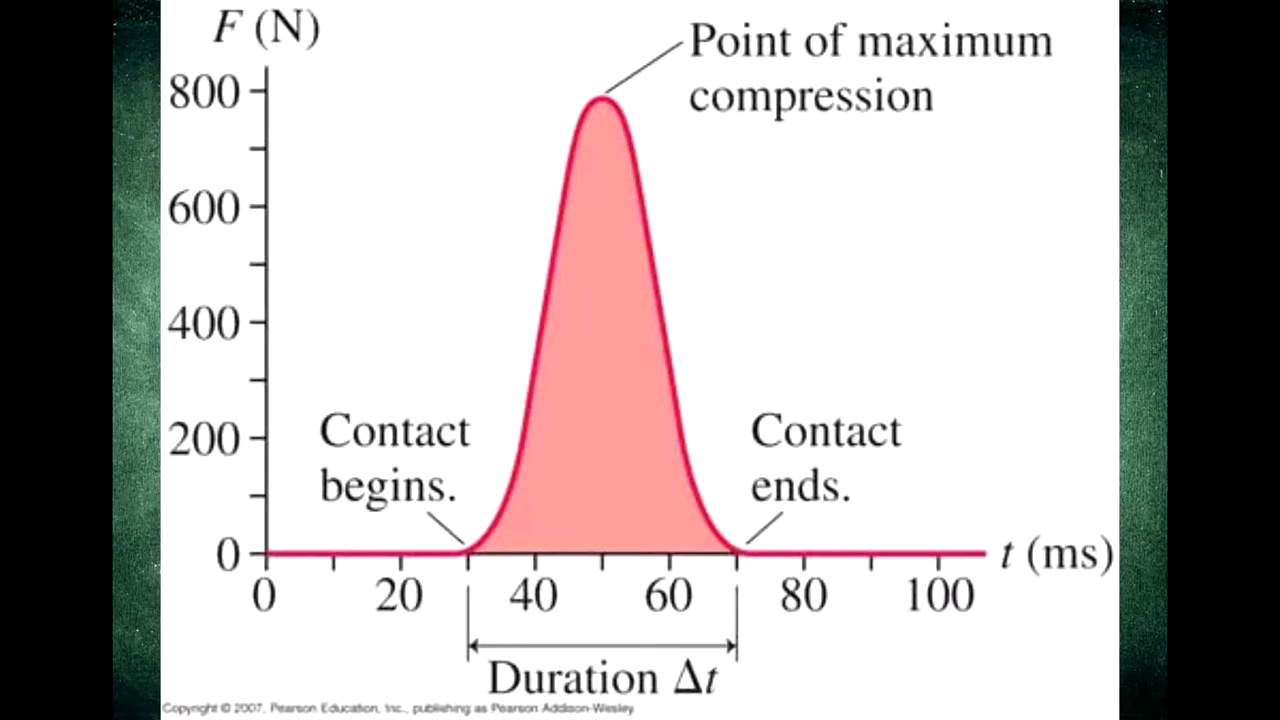 F (N)
Point of maximum
compression
800
600
400
200
0
Contact
begins.
Contact
ends.
t (ms)
0 20 40 60 80 100
Duration Δt
Copyright © 2007, Pearson Education, Inc., publishing as Pearson Addison-Wesley